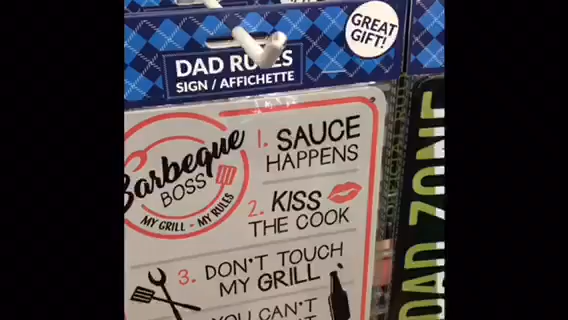 GREAT
GIFT!
DAD RULES
SIGN / AFFICHETTE
Barbeque
BOSS
MY GRILL - MY RULES
1. SAUCE
HAPPENS
2. KISS
THE COOK
3. DON'T TOUCH
MY GRILL
YOU CAN'T
DAD ZONE